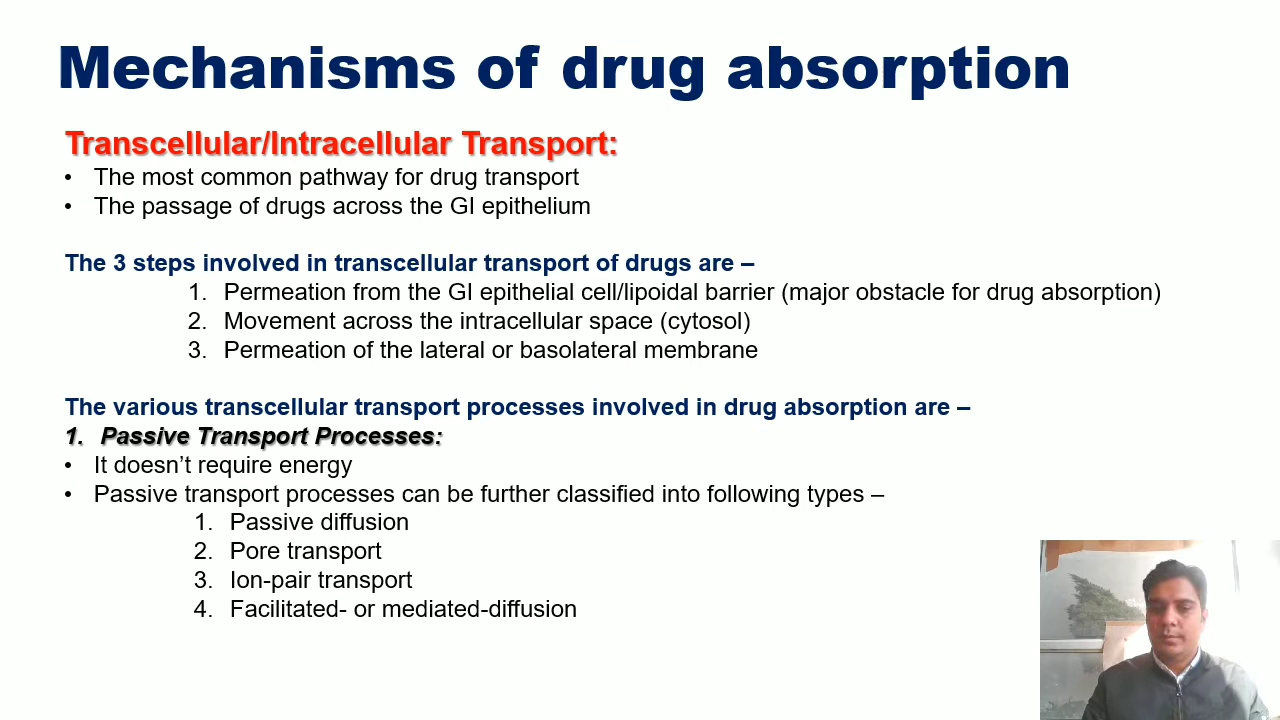 Mechanisms of drug absorption
Transcellular/Intracellular Transport:
• The most common pathway for drug transport
• The passage of drugs across the GI epithelium
The 3 steps involved in transcellular transport of drugs are –
1. Permeation from the GI epithelial cell/lipoidal barrier (major obstacle for drug absorption)
2. Movement across the intracellular space (cytosol)
3. Permeation of the lateral or basolateral membrane
The various transcellular transport processes involved in drug absorption are –
1. Passive Transport Processes:
• It doesn’t require energy
• Passive transport processes can be further classified into following types –
1. Passive diffusion
2. Pore transport
3. Ion-pair transport
4. Facilitated- or mediated-diffusion